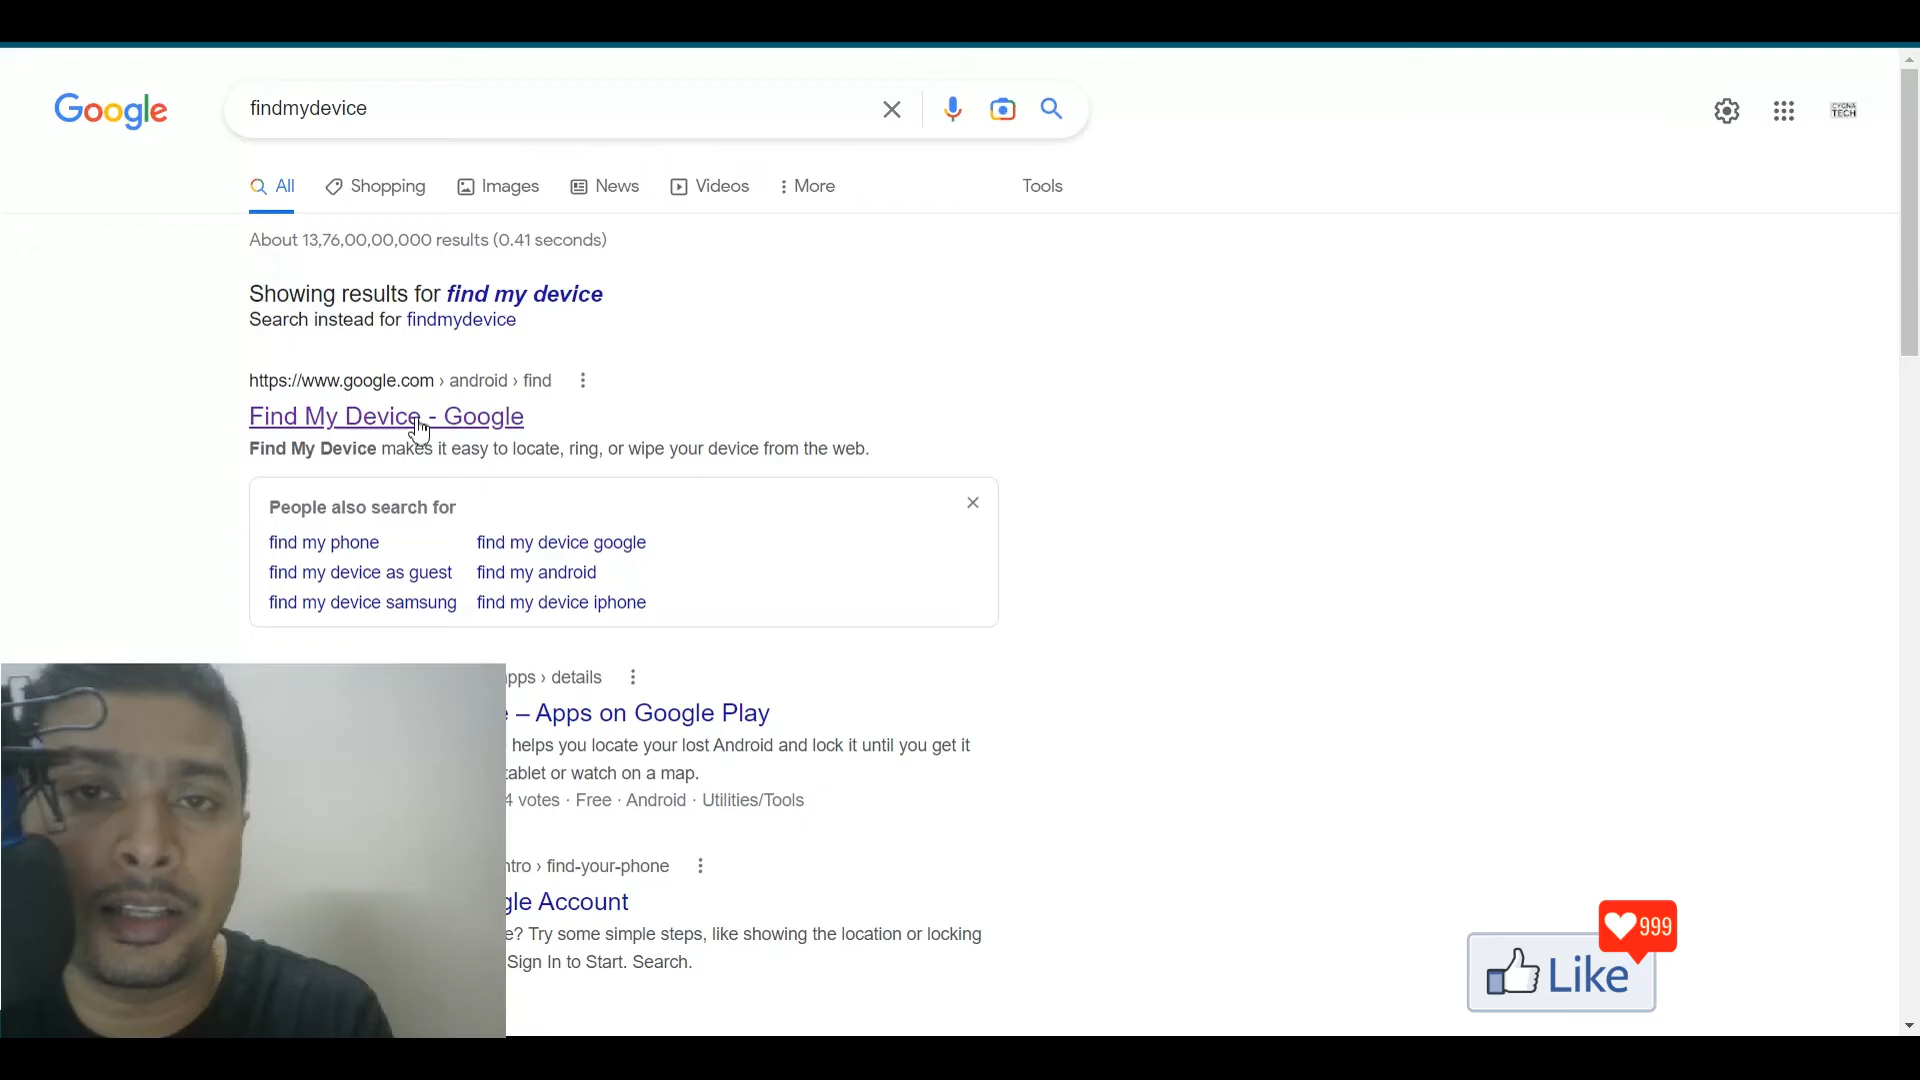 Google
findmydevice
CYGNA
TECH
All
Shopping
Images
News
Videos
More
Tools
About 13,76,00,00,000 results (0.41 seconds)
Showing results for find my device
Search instead for findmydevice
https://www.google.com › android › find
Find My Device - Google
Find My Device makes it easy to locate, ring, or wipe your device from the web.
People also search for
find my phone
find my device google
find my device as guest
find my android
find my device samsung
find my device iphone
apps › details
– Apps on Google Play
helps you locate your lost Android and lock it until you get it
tablet or watch on a map.
4 votes · Free · Android · Utilities/Tools
ntro › find-your-phone
gle Account
e? Try some simple steps, like showing the location or locking
Sign In to Start. Search.
999
Like